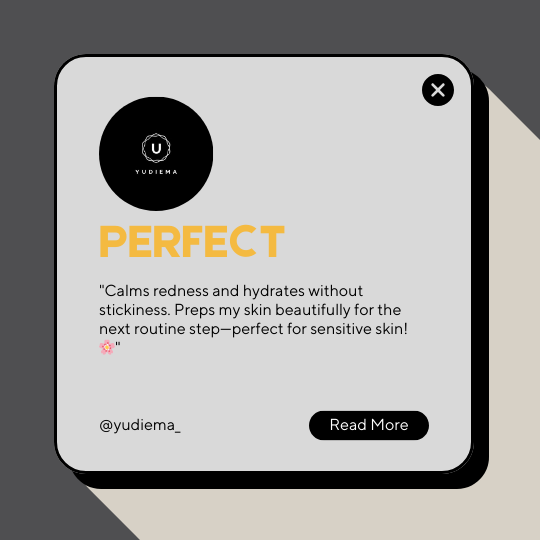 U
YUDIEMA
PERFECT
"Calms redness and hydrates without
stickiness. Preps my skin beautifully for the
next routine step—perfect for sensitive skin!
🌸"
@yudiema_
Read More